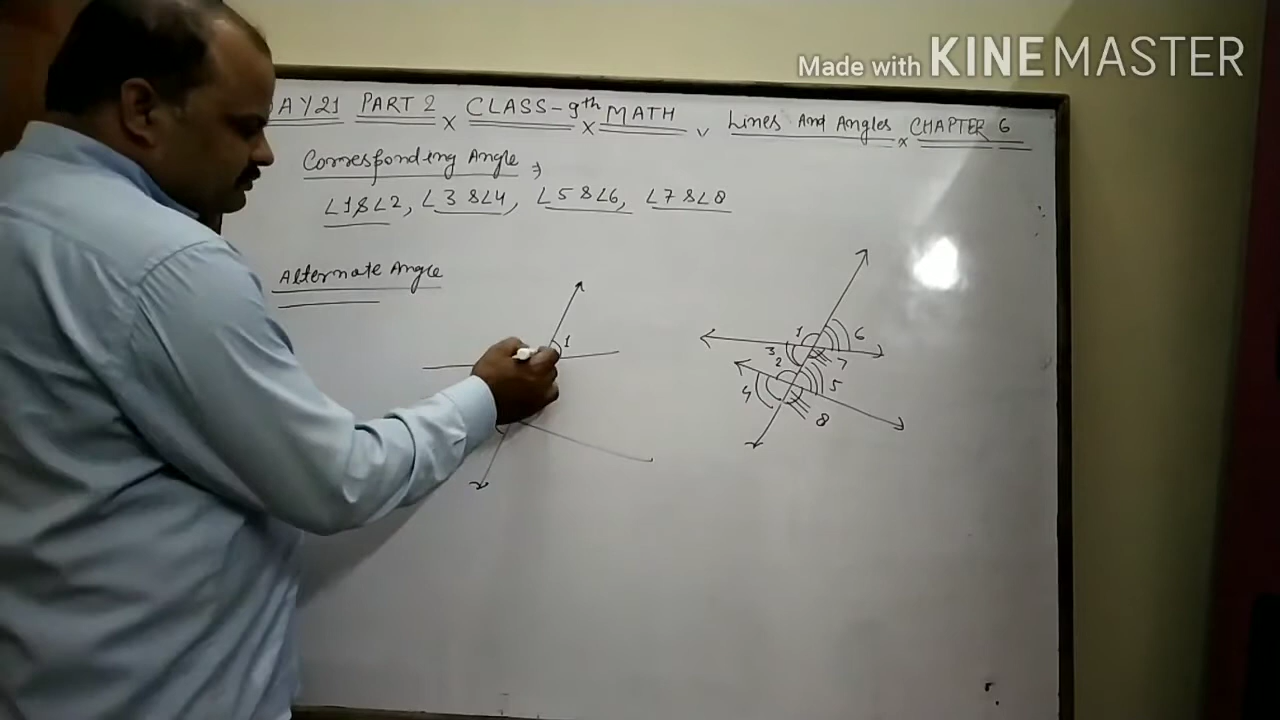 Made with KINEMASTER
DAY21 PART 2 x CLASS-9th x MATH v Lines And Angles x CHAPTER 6
Corresponding Angle ⇒
∠1 & ∠2, ∠3 & ∠4, ∠5 & ∠6, ∠7 & ∠8
Alternate Angle
1
1 6
3 2 7
4 5
8